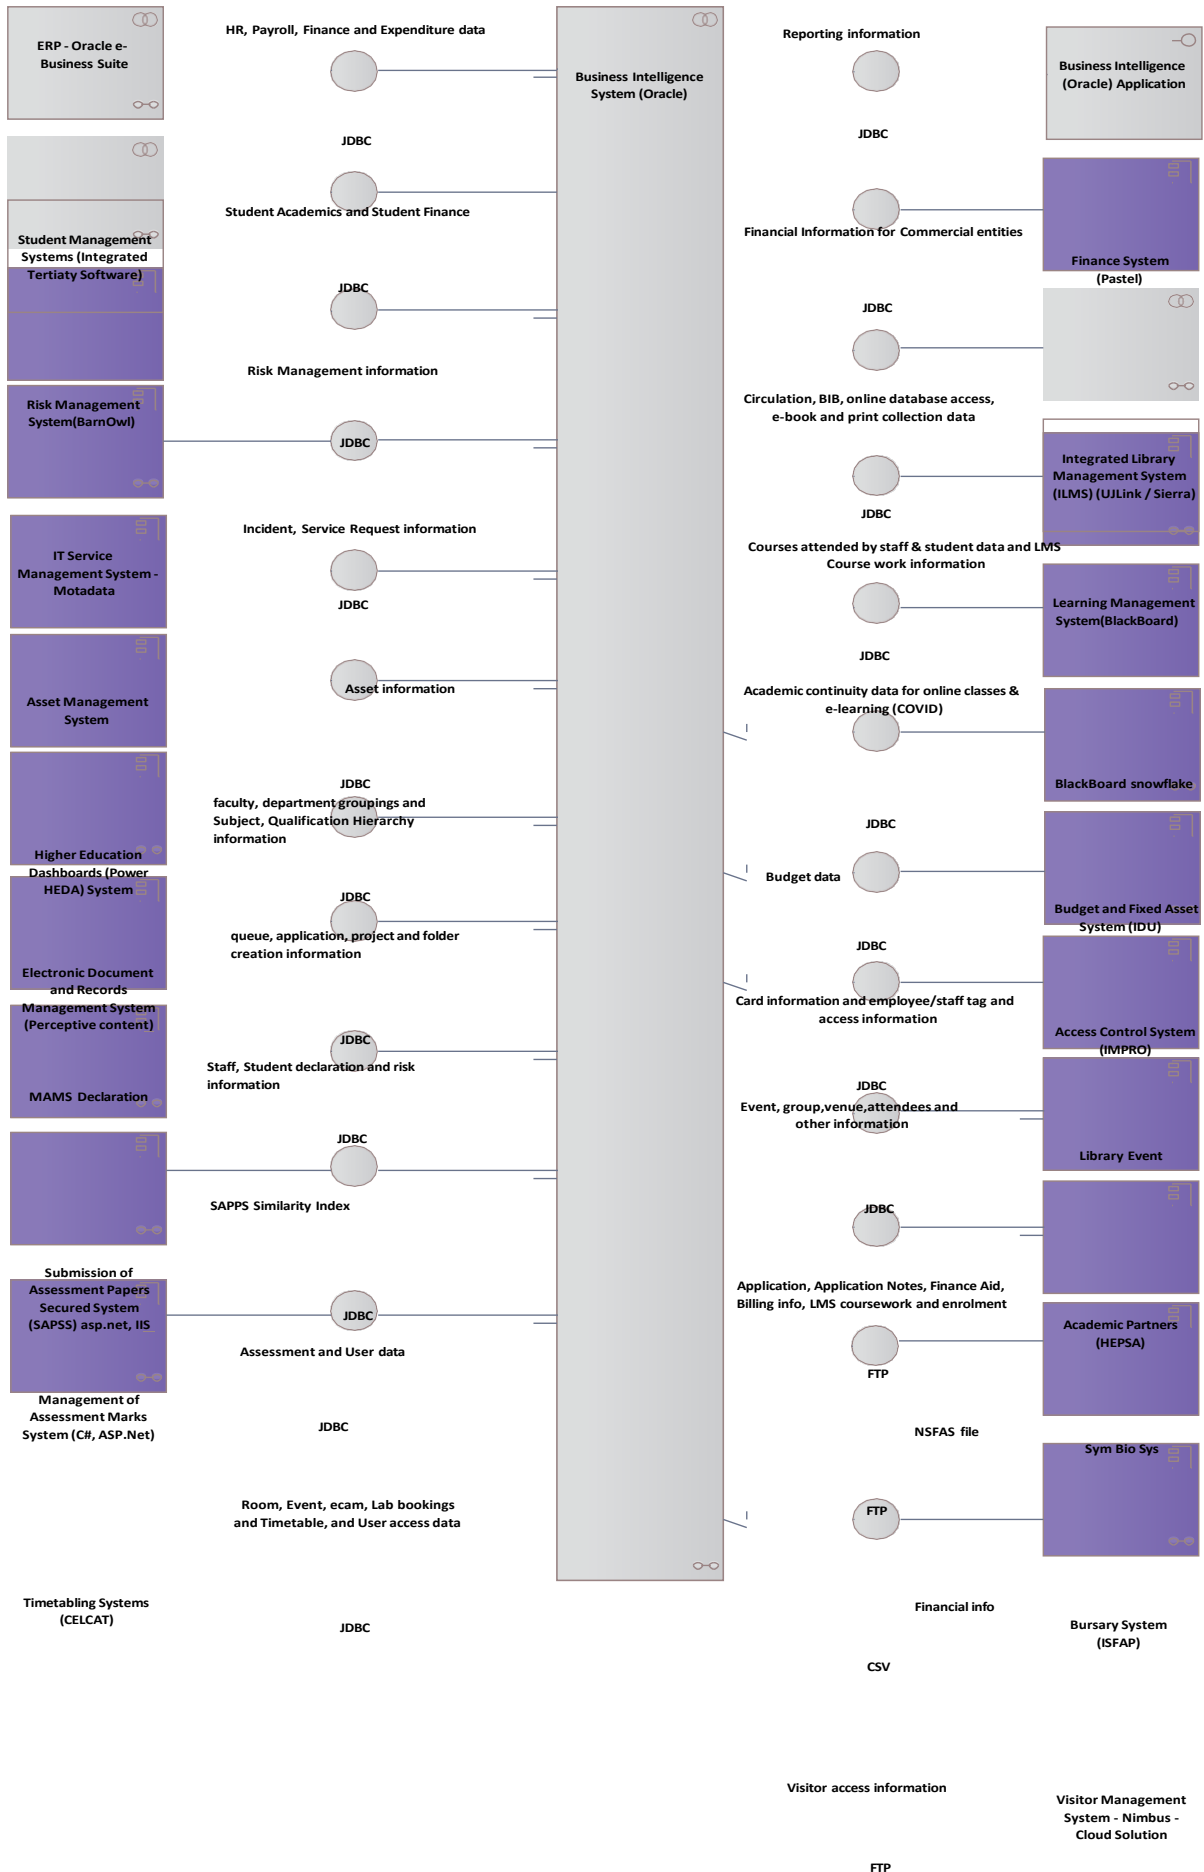 ERP - Oracle e-
Business Suite
HR, Payroll, Finance and Expenditure data
JDBC
Student Management
Systems (Integrated
Tertiaty Software)
Student Academics and Student Finance
JDBC
Risk Management
System(BarnOwl)
Risk Management information
JDBC
IT Service
Management System -
Motadata
Incident, Service Request information
JDBC
Asset Management
System
Asset information
JDBC
Higher Education
Dashboards (Power
HEDA) System
faculty, department groupings and
Subject, Qualification Hierarchy
information
JDBC
Electronic Document
and Records
Management System
(Perceptive content)
queue, application, project and folder
creation information
JDBC
MAMS Declaration
Staff, Student declaration and risk
information
JDBC
Submission of
Assessment Papers
Secured System
(SAPSS) asp.net, IIS
SAPPS Similarity Index
JDBC
Management of
Assessment Marks
System (C#, ASP.Net)
Assessment and User data
JDBC
Timetabling Systems
(CELCAT)
Room, Event, ecam, Lab bookings
and Timetable, and User access data
JDBC
Business Intelligence
System (Oracle)
Reporting information
JDBC
Business Intelligence
(Oracle) Application
Financial Information for Commercial entities
JDBC
Finance System
(Pastel)
Circulation, BIB, online database access,
e-book and print collection data
JDBC
Integrated Library
Management System
(ILMS) (UJLink / Sierra)
Courses attended by staff & student data and LMS
Course work information
JDBC
Learning Management
System(BlackBoard)
Academic continuity data for online classes &
e-learning (COVID)
JDBC
BlackBoard snowflake
Budget data
JDBC
Budget and Fixed Asset
System (IDU)
Card information and employee/staff tag and
access information
JDBC
Access Control System
(IMPRO)
Event, group,venue,attendees and
other information
JDBC
Library Event
Application, Application Notes, Finance Aid,
Billing info, LMS coursework and enrolment
FTP
Academic Partners
(HEPSA)
NSFAS file
FTP
Sym Bio Sys
Financial info
CSV
Bursary System
(ISFAP)
Visitor access information
FTP
Visitor Management
System - Nimbus -
Cloud Solution